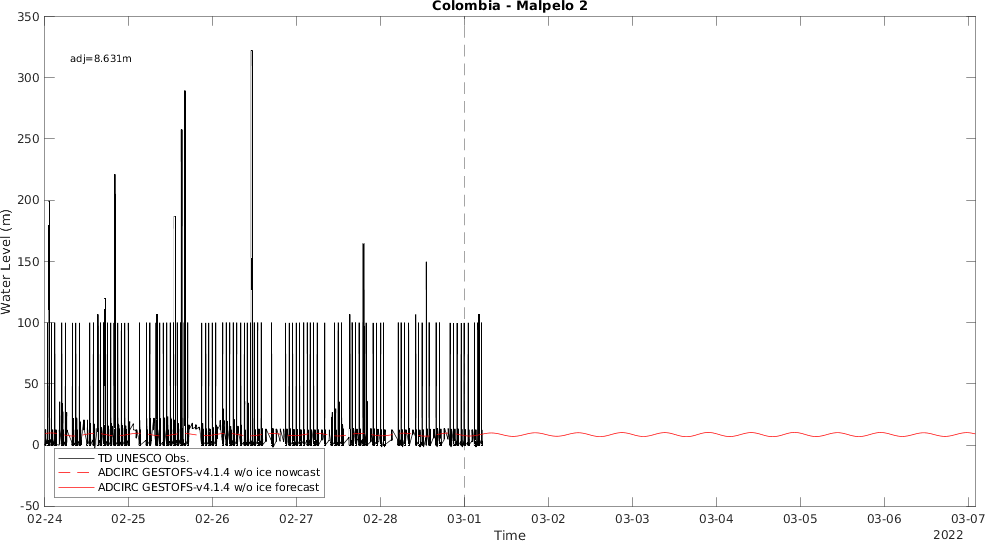 Colombia - Malpelo 2
350
adj=8.631m
300
250
200
150
100
50
0
-50
Water Level (m)
TD UNESCO Obs.
ADCIRC GESTOFS-v4.1.4 w/o ice nowcast
ADCIRC GESTOFS-v4.1.4 w/o ice forecast
02-24 02-25 02-26 02-27 02-28 03-01 03-02 03-03 03-04 03-05 03-06 03-07
Time
2022